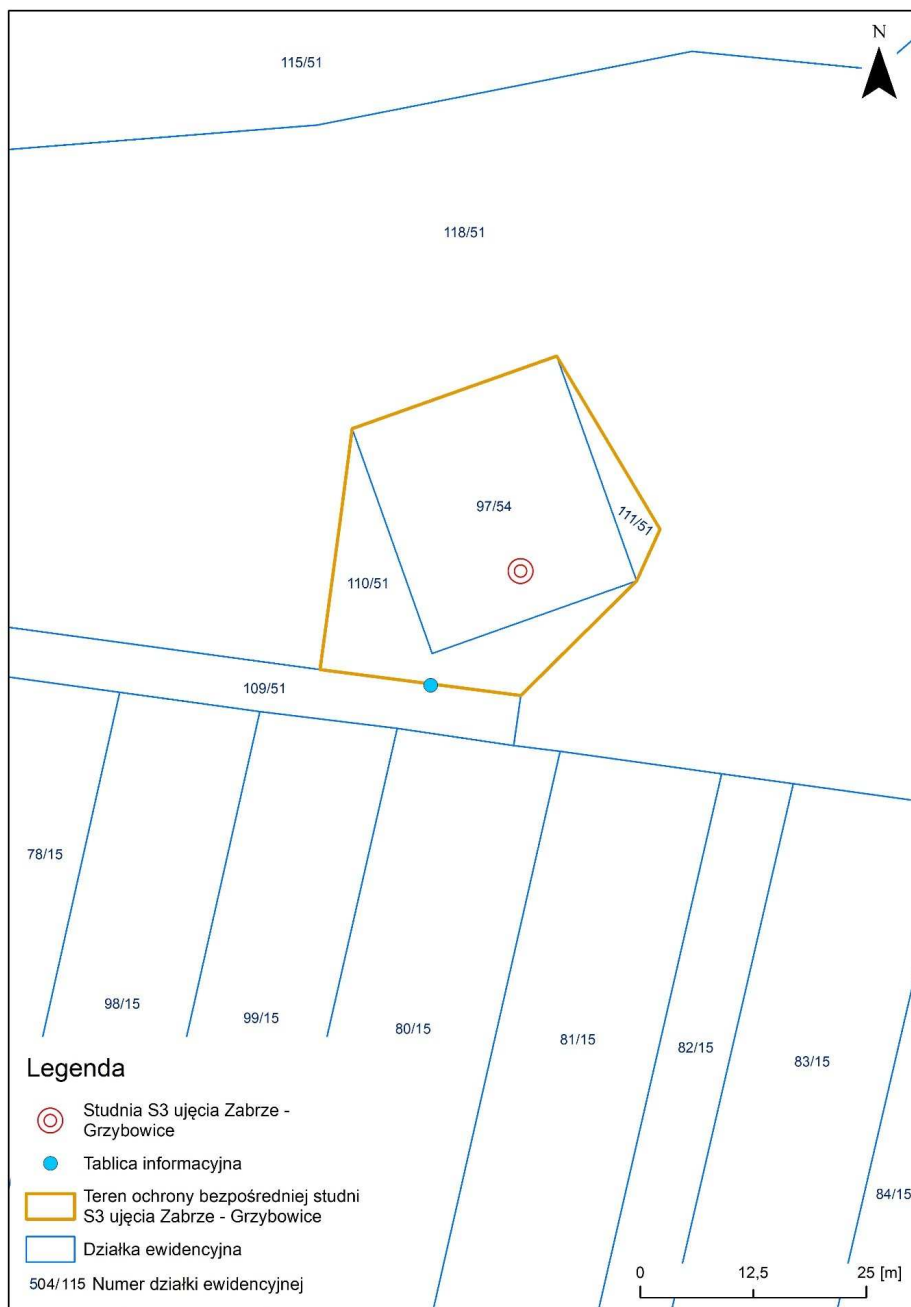 N
115/51
118/51
97/54
111/51
110/51
109/51
78/15
98/15
99/15
80/15
81/15
82/15
83/15
84/15
Legenda
Studnia S3 ujęcia Zabrze -
Grzybowice
Tablica informacyjna
Teren ochrony bezpośredniej studni
S3 ujęcia Zabrze - Grzybowice
Działka ewidencyjna
504/115 Numer działki ewidencyjnej
0 12,5 25 [m]